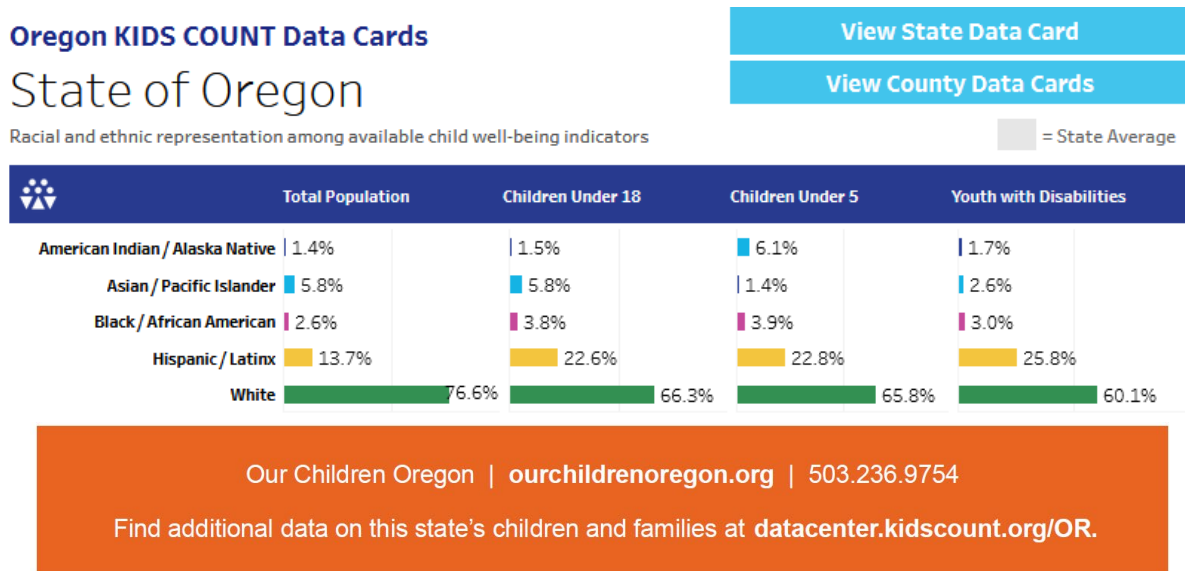 Oregon KIDS COUNT Data Cards
View State Data Card
State of Oregon
View County Data Cards
Racial and ethnic representation among available child well-being indicators
= State Average
Total Population Children Under 18 Children Under 5 Youth with Disabilities
American Indian / Alaska Native 1.4% 1.5% 6.1% 1.7%
Asian / Pacific Islander 5.8% 5.8% 1.4% 2.6%
Black / African American 2.6% 3.8% 3.9% 3.0%
Hispanic / Latinx 13.7% 22.6% 22.8% 25.8%
White 76.6% 66.3% 65.8% 60.1%
Our Children Oregon | ourchildrenoregon.org | 503.236.9754
Find additional data on this state's children and families at datacenter.kidscount.org/OR.